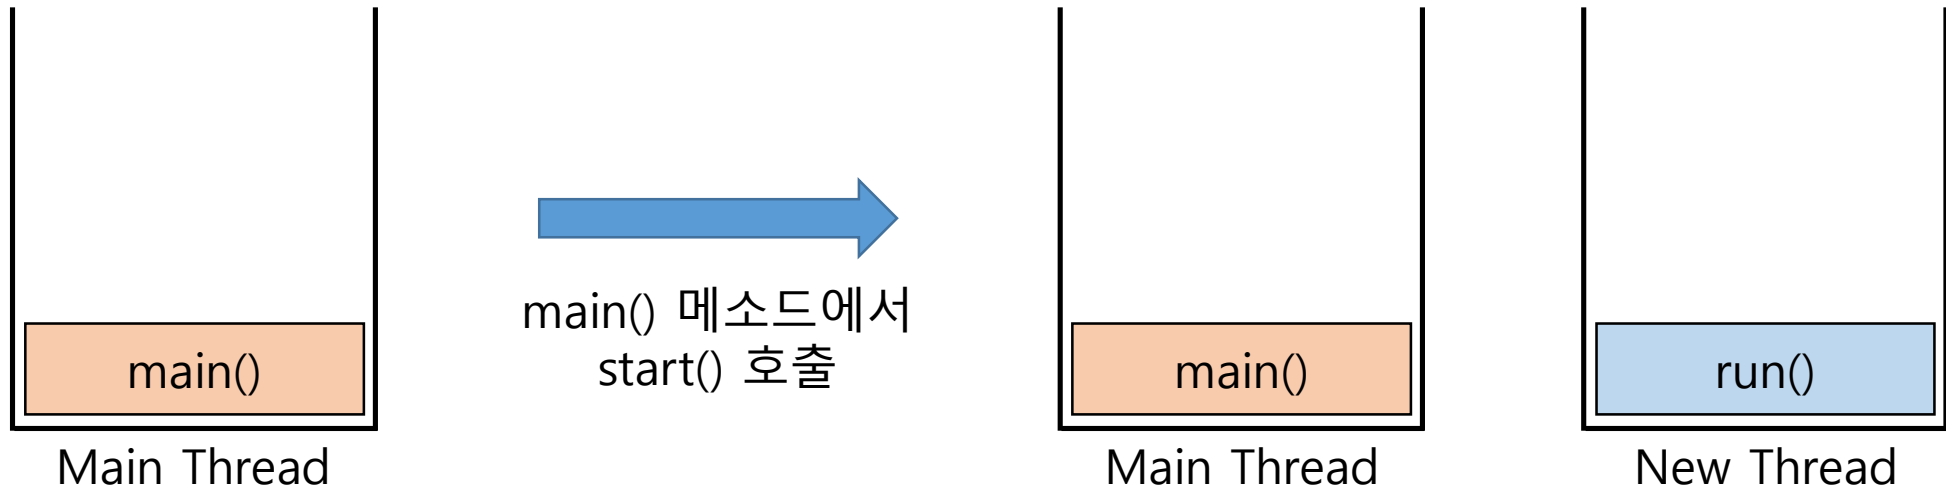 main()
Main Thread
main() 메소드에서
start() 호출
main()
Main Thread
run()
New Thread